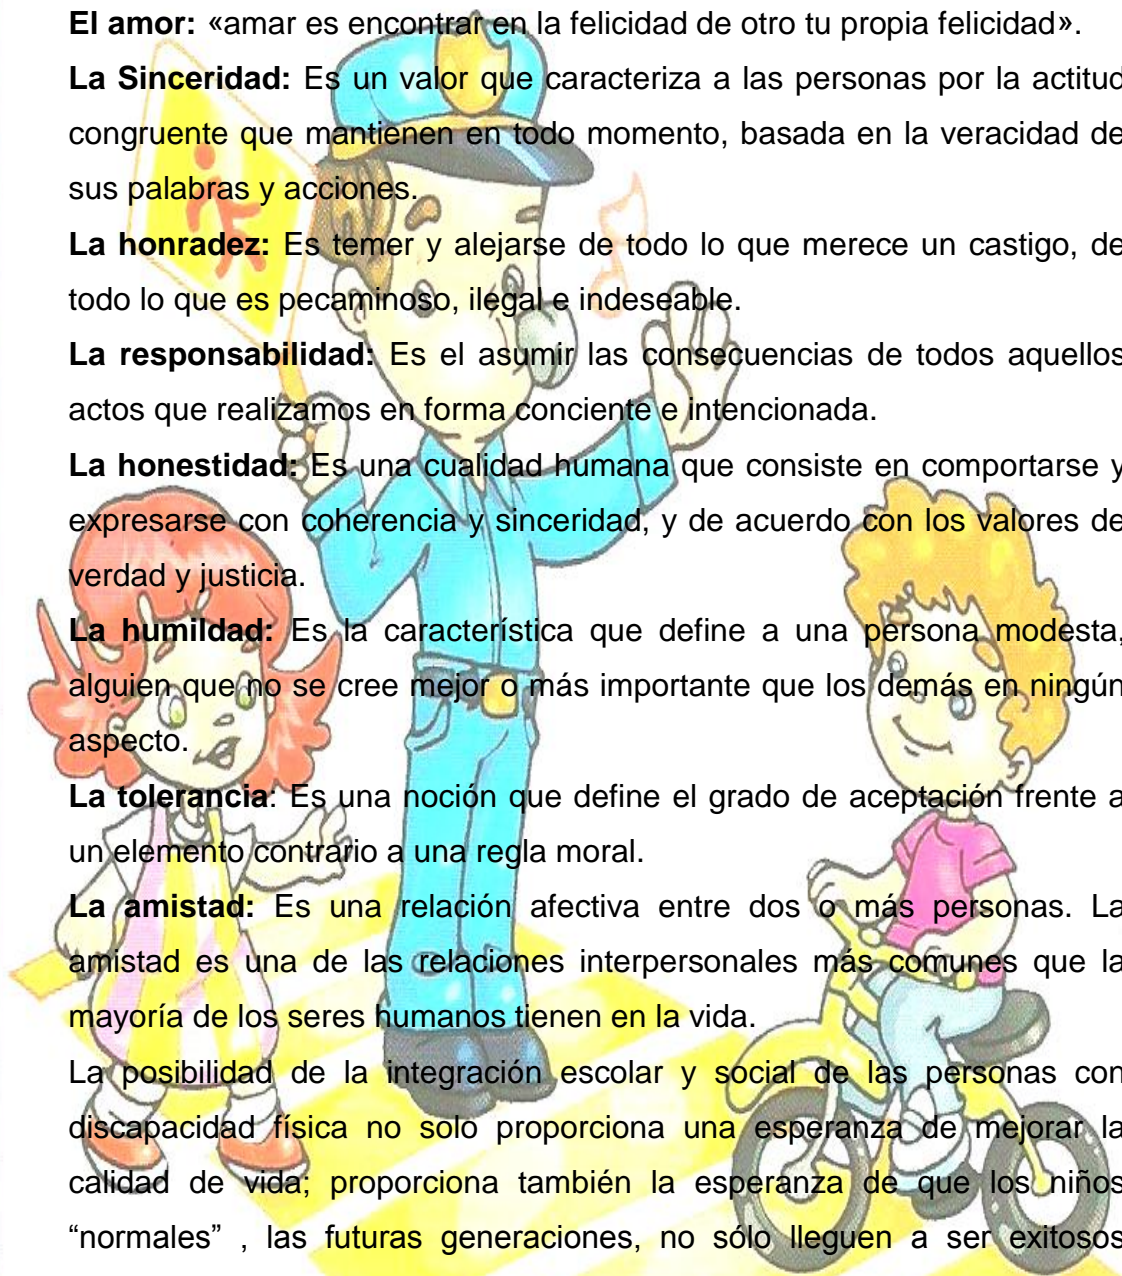 El amor: «amar es encontrar en la felicidad de otro tu propia felicidad».
La Sinceridad: Es un valor que caracteriza a las personas por la actitud
congruente que mantienen en todo momento, basada en la veracidad de
sus palabras y acciones.
La honradez: Es temer y alejarse de todo lo que merece un castigo, de
todo lo que es pecaminoso, ilegal e indeseable.
La responsabilidad: Es el asumir las consecuencias de todos aquellos
actos que realizamos en forma conciente e intencionada.
La honestidad: Es una cualidad humana que consiste en comportarse y
expresarse con coherencia y sinceridad, y de acuerdo con los valores de
verdad y justicia.
La humildad: Es la característica que define a una persona modesta,
alguien que no se cree mejor o más importante que los demás en ningún
aspecto.
La tolerancia: Es una noción que define el grado de aceptación frente a
un elemento contrario a una regla moral.
La amistad: Es una relación afectiva entre dos o más personas. La
amistad es una de las relaciones interpersonales más comunes que la
mayoría de los seres humanos tienen en la vida.
La posibilidad de la integración escolar y social de las personas con
discapacidad física no solo proporciona una esperanza de mejorar la
calidad de vida; proporciona también la esperanza de que los niños
“normales” , las futuras generaciones, no sólo lleguen a ser exitosos